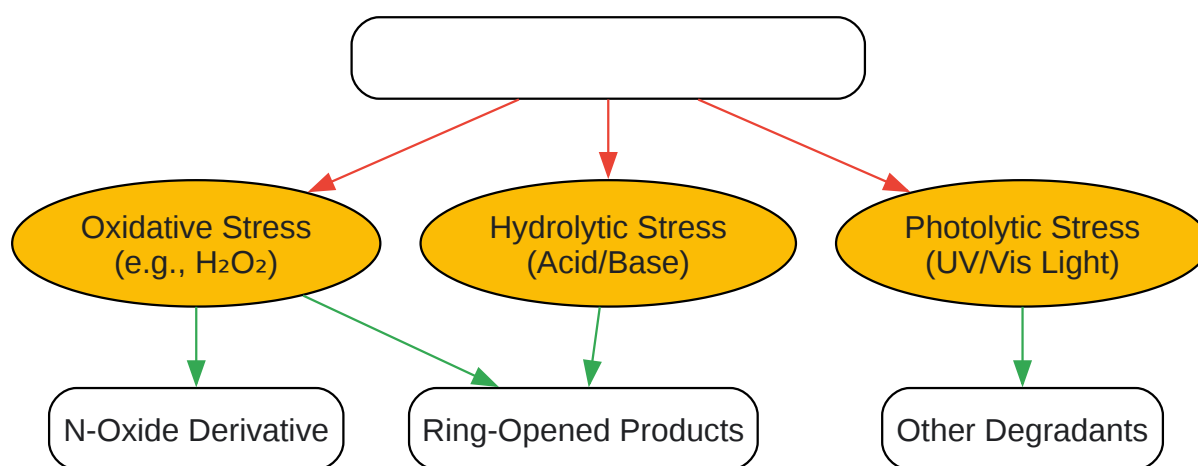 Oxidative Stress
(e.g., H₂O₂)
Hydrolytic Stress
(Acid/Base)
Photolytic Stress
(UV/Vis Light)
N-Oxide Derivative
Ring-Opened Products
Other Degradants